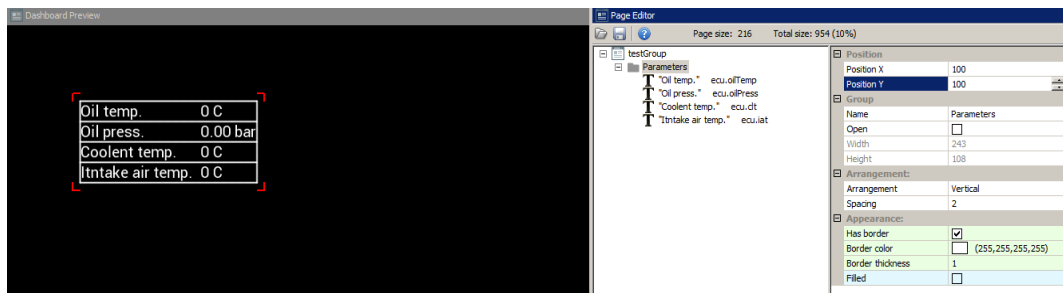 Dashboard Preview
Oil temp. 0 C
Oil press. 0.00 bar
Coolent temp. 0 C
Itntake air temp. 0 C
Page Editor
Page size: 216 Total size: 954 (10%)
testGroup
Parameters
T "Oil temp." ecu.oilTemp
T "Oil press." ecu.oilPress
T "Coolent temp." ecu.clt
T "Itntake air temp." ecu.iat
Position
Position X 100
Position Y 100
Group
Name Parameters
Open
Width 243
Height 108
Arrangement:
Arrangement Vertical
Spacing 2
Appearance:
Has border
Border color (255,255,255,255)
Border thickness 1
Filled